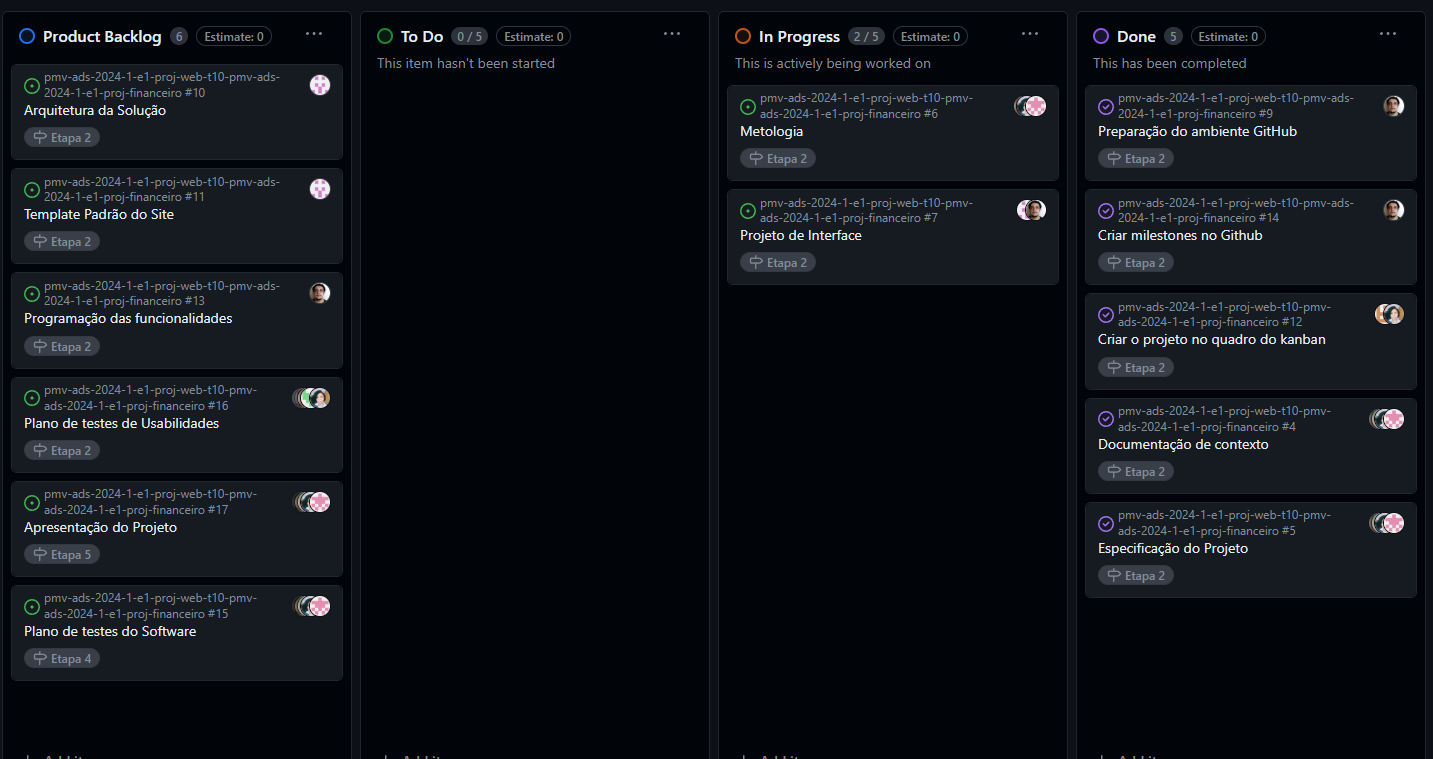 Product Backlog 6 Estimate: 0
pmv-ads-2024-1-e1-proj-web-t10-pmv-ads-
2024-1-e1-proj-financeiro #10
Arquitetura da Solução
Etapa 2
pmv-ads-2024-1-e1-proj-web-t10-pmv-ads-
2024-1-e1-proj-financeiro #11
Template Padrão do Site
Etapa 2
pmv-ads-2024-1-e1-proj-web-t10-pmv-ads-
2024-1-e1-proj-financeiro #13
Programação das funcionalidades
Etapa 2
pmv-ads-2024-1-e1-proj-web-t10-pmv-
ads-2024-1-e1-proj-financeiro #16
Plano de testes de Usabilidades
Etapa 2
pmv-ads-2024-1-e1-proj-web-t10-pmv-
ads-2024-1-e1-proj-financeiro #17
Apresentação do Projeto
Etapa 5
pmv-ads-2024-1-e1-proj-web-t10-pmv-
ads-2024-1-e1-proj-financeiro #15
Plano de testes do Software
Etapa 4
To Do 0 / 5 Estimate: 0
This item hasn't been started
In Progress 2 / 5 Estimate: 0
This is actively being worked on
pmv-ads-2024-1-e1-proj-web-t10-pmv-
ads-2024-1-e1-proj-financeiro #6
Metologia
Etapa 2
pmv-ads-2024-1-e1-proj-web-t10-pmv-
ads-2024-1-e1-proj-financeiro #7
Projeto de Interface
Etapa 2
Done 5 Estimate: 0
This has been completed
pmv-ads-2024-1-e1-proj-web-t10-pmv-ads-
2024-1-e1-proj-financeiro #9
Preparação do ambiente GitHub
Etapa 2
pmv-ads-2024-1-e1-proj-web-t10-pmv-ads-
2024-1-e1-proj-financeiro #14
Criar milestones no Github
Etapa 2
pmv-ads-2024-1-e1-proj-web-t10-pmv-
ads-2024-1-e1-proj-financeiro #12
Criar o projeto no quadro do kanban
Etapa 2
pmv-ads-2024-1-e1-proj-web-t10-pmv-
ads-2024-1-e1-proj-financeiro #4
Documentação de contexto
Etapa 2
pmv-ads-2024-1-e1-proj-web-t10-pmv-
ads-2024-1-e1-proj-financeiro #5
Especificação do Projeto
Etapa 2